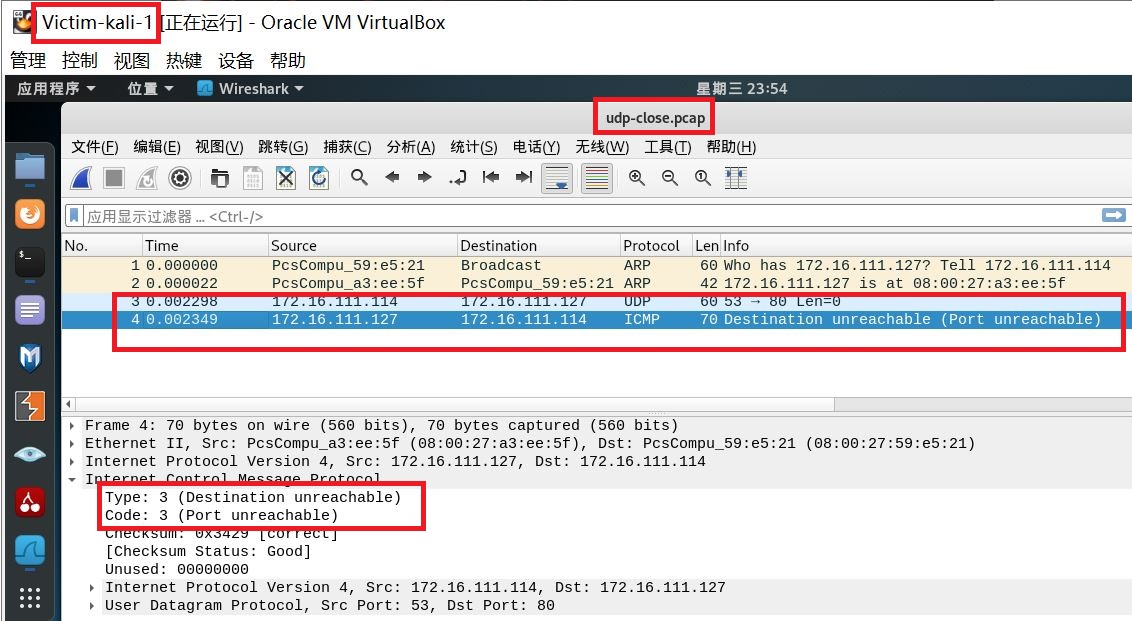 Victim-kali-1 [正在运行] - Oracle VM VirtualBox
管理 控制 视图 热键 设备 帮助
应用程序 位置 Wireshark 星期三 23:54
udp-close.pcap
文件(F) 编辑(E) 视图(V) 跳转(G) 捕获(C) 分析(A) 统计(S) 电话(Y) 无线(W) 工具(T) 帮助(H)
应用显示过滤器 … <Ctrl-/>
No. Time Source Destination Protocol Len Info
1 0.000000 PcsCompu_59:e5:21 Broadcast ARP 60 Who has 172.16.111.127? Tell 172.16.111.114
2 0.000022 PcsCompu_a3:ee:5f PcsCompu_59:e5:21 ARP 42 172.16.111.127 is at 08:00:27:a3:ee:5f
3 0.002298 172.16.111.114 172.16.111.127 UDP 60 53 → 80 Len=0
4 0.002349 172.16.111.127 172.16.111.114 ICMP 70 Destination unreachable (Port unreachable)
Frame 4: 70 bytes on wire (560 bits), 70 bytes captured (560 bits)
Ethernet II, Src: PcsCompu_a3:ee:5f (08:00:27:a3:ee:5f), Dst: PcsCompu_59:e5:21 (08:00:27:59:e5:21)
Internet Protocol Version 4, Src: 172.16.111.127, Dst: 172.16.111.114
Internet Control Message Protocol
Type: 3 (Destination unreachable)
Code: 3 (Port unreachable)
Checksum: 0x3429 [correct]
[Checksum Status: Good]
Unused: 00000000
Internet Protocol Version 4, Src: 172.16.111.114, Dst: 172.16.111.127
User Datagram Protocol, Src Port: 53, Dst Port: 80